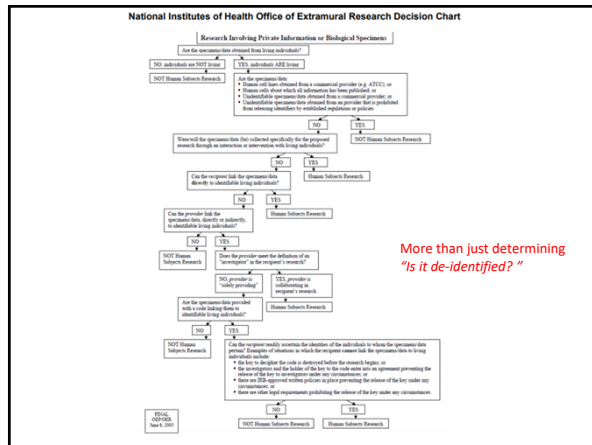 National Institutes of Health Office of Extramural Research Decision Chart
Research Involving Private Information or Biological Specimens
Are the specimens/data obtained from living individuals?
NO, individuals are NOT living
YES, individuals ARE living
NOT Human Subjects Research
Are the specimens/data:
• Human cell lines obtained from a commercial provider (e.g. ATCC); or
• Human cells about which all information has been published; or
• Unidentifiable specimens/data obtained from a commercial provider; or
• Unidentifiable specimens/data obtained from an provider that is prohibited
from releasing identifiers by established regulations or policies
NO
YES
Were/will the specimens/data (be) collected specifically for the proposed
research through an interaction or intervention with living individuals?
NOT Human Subjects Research
NO
YES
Can the recipient link the specimens/data
directly to identifiable living individuals?
Human Subjects Research
NO
YES
Can the provider link the
specimens/data, directly or indirectly,
to identifiable living individuals?
Human Subjects Research
NO
YES
NOT Human
Subjects Research
Does the provider meet the definition of an
"investigator" in the recipient's research?
More than just determining
"Is it de-identified? "
NO, provider is
"solely providing"
YES, provider is
collaborating in
recipient's research
Are the specimens/data provided
with a code linking them to
identifiable living individuals?
Human Subjects Research
NO
YES
NOT Human
Subjects Research
Can the recipient readily ascertain the identities of the individuals to whom the specimens/data
pertain? Examples of situations in which the recipient cannot link the specimens/data to living
individuals include:
• the key to decipher the code is destroyed before the research begins; or
• the investigators and the holder of the key to the code enter into an agreement preventing the
release of the key to investigators under any circumstances; or
• there are IRB-approved written policies in place preventing the release of the key under any
circumstances; or
• there are other legal requirements prohibiting the release of the key under any circumstances.
NO
YES
NOT Human Subjects Research
Human Subjects Research
FINAL
OEP/OER